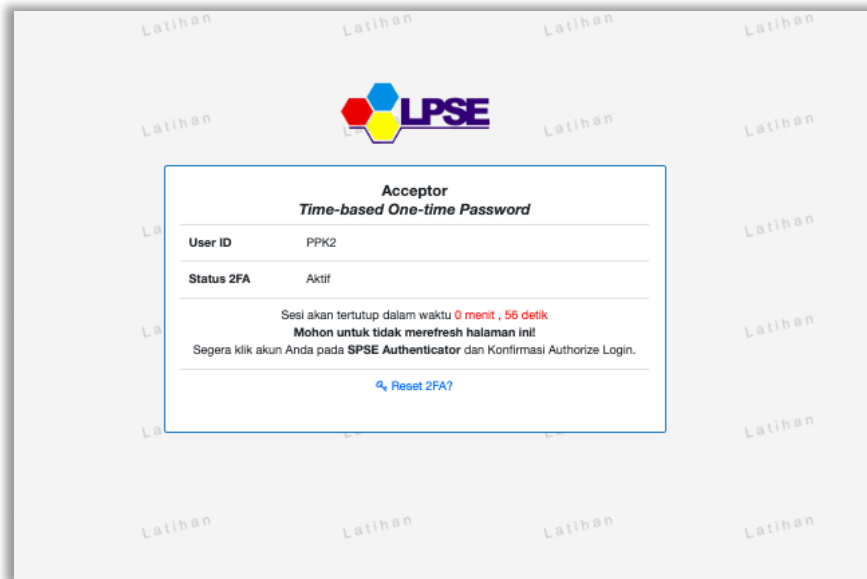 Latihan Latihan Latihan Latihan
LPSE
Latihan Latihan Latihan
Acceptor
Time-based One-time Password
Latihan
User ID PPK2
Status 2FA Aktif
Sesi akan tertutup dalam waktu 0 menit , 56 detik
Latihan
Mohon untuk tidak merefresh halaman ini!
Segera klik akun Anda pada SPSE Authenticator dan Konfirmasi Authorize Login.
Reset 2FA?
Latihan
Latihan Latihan Latihan Latihan